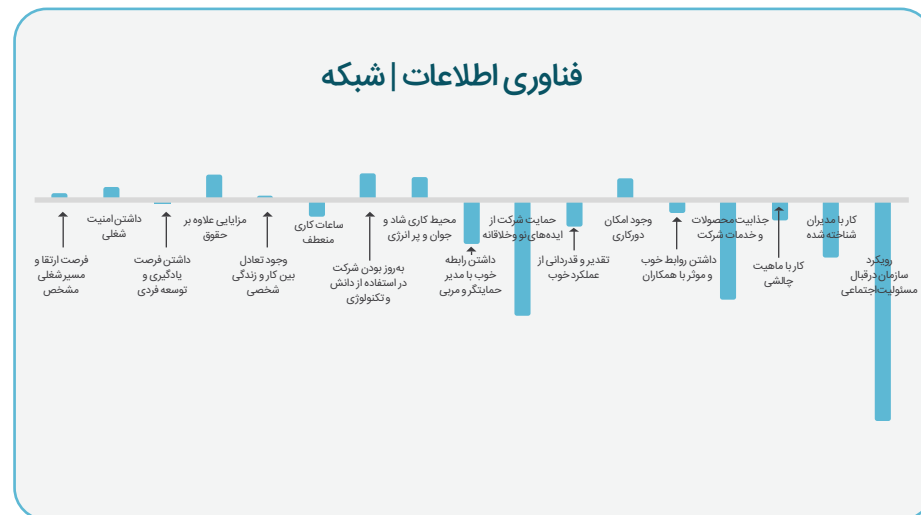 فناوری اطلاعات | شبکه
فرصت ارتقا و
مسیر شغلی
مشخص
داشتن امنیت
شغلی
داشتن فرصت
یادگیری و
توسعه فردی
مزایایی علاوه بر
حقوق
وجود تعادل
بین کار و زندگی
شخصی
ساعات کاری
منعطف
به‌روز بودن شرکت
در استفاده از دانش
و تکنولوژی
محیط کاری شاد و
جوان و پر انرژی
داشتن رابطه
خوب با مدیر
حمایتگر و مربی
حمایت شرکت از
ایده‌های نو و خلاقانه
تقدیر و قدردانی از
عملکرد خوب
وجود امکان
دورکاری
داشتن روابط خوب
و موثر با همکاران
جذابیت محصولات
و خدمات شرکت
کار با ماهیت
چالشی
کار با مدیران
شناخته شده
رویکرد
سازمان در قبال
مسئولیت اجتماعی